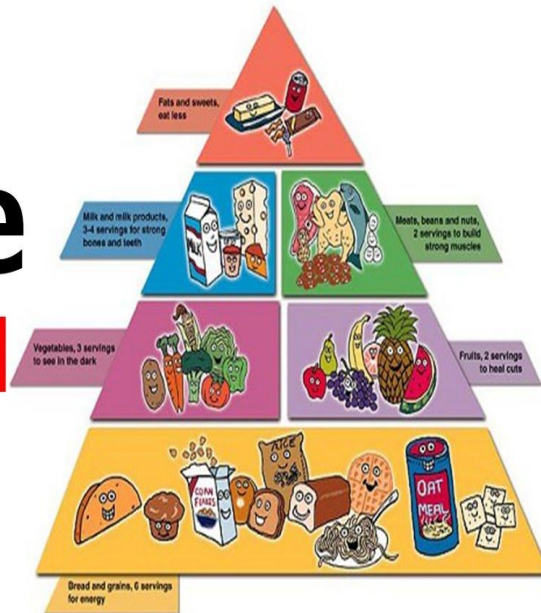 Fats and sweets,
eat less
e
Milk and milk products,
3-4 servings for strong
bones and teeth
MILK
Meats, beans and nuts,
2 servings to build
strong muscles
Vegetables, 3 servings
to see in the dark
Fruits, 2 servings
to heal cuts
RICE
CORN
FLAKES
OAT
MEAL
Bread and grains, 6 servings
for energy